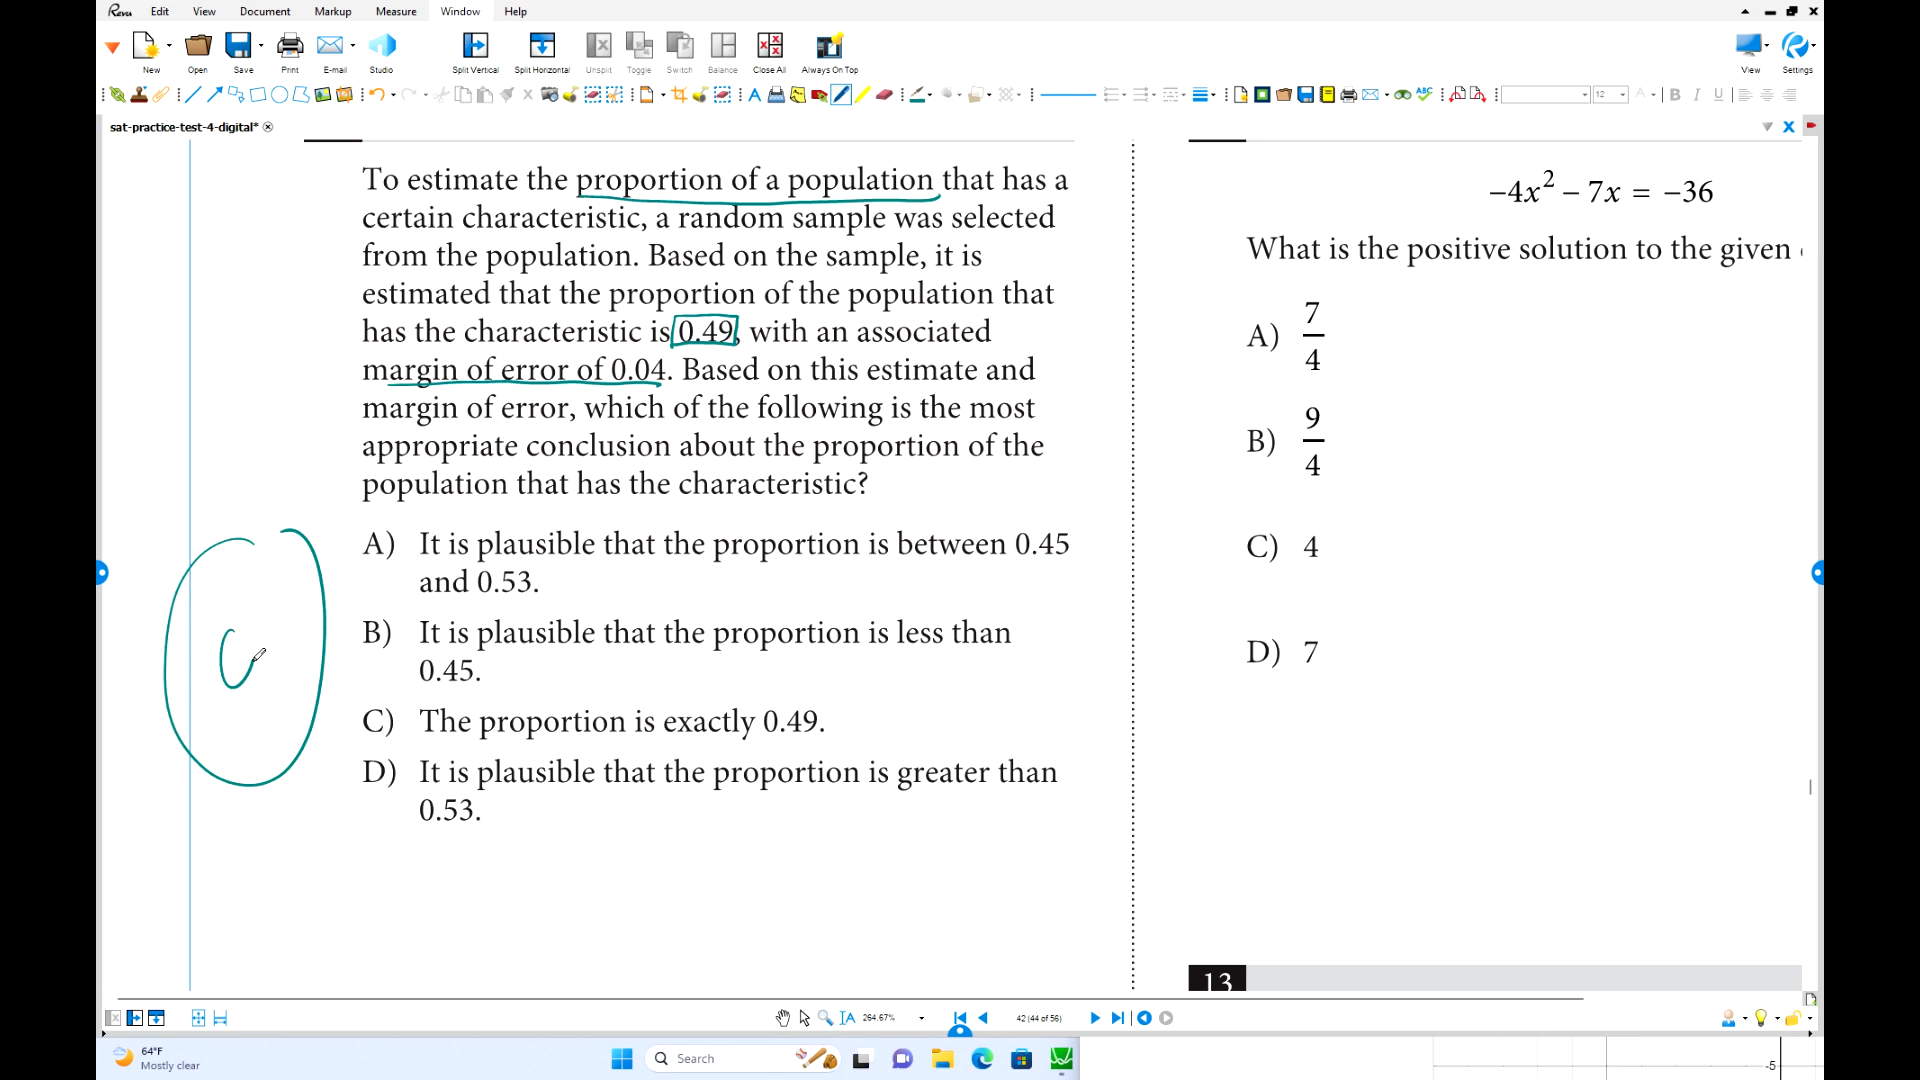 Revu File Edit View Document Markup Measure Window Help
New Open Save Print E-mail Studio Split Vertical Split Horizontal Unsplit Toggle Switch Balance Close All Always On Top View Settings
12
sat-practice-test-4-digital*
To estimate the proportion of a population that has a
certain characteristic, a random sample was selected
from the population. Based on the sample, it is
estimated that the proportion of the population that
has the characteristic is 0.49, with an associated
margin of error of 0.04. Based on this estimate and
margin of error, which of the following is the most
appropriate conclusion about the proportion of the
population that has the characteristic?
A) It is plausible that the proportion is between 0.45
and 0.53.
B) It is plausible that the proportion is less than
0.45.
C) The proportion is exactly 0.49.
D) It is plausible that the proportion is greater than
0.53.
−4x² − 7x = −36
What is the positive solution to the given
A) 7/4
B) 9/4
C) 4
D) 7
13
264.67%
42 (44 of 56)
64°F
Mostly clear
Search
-5